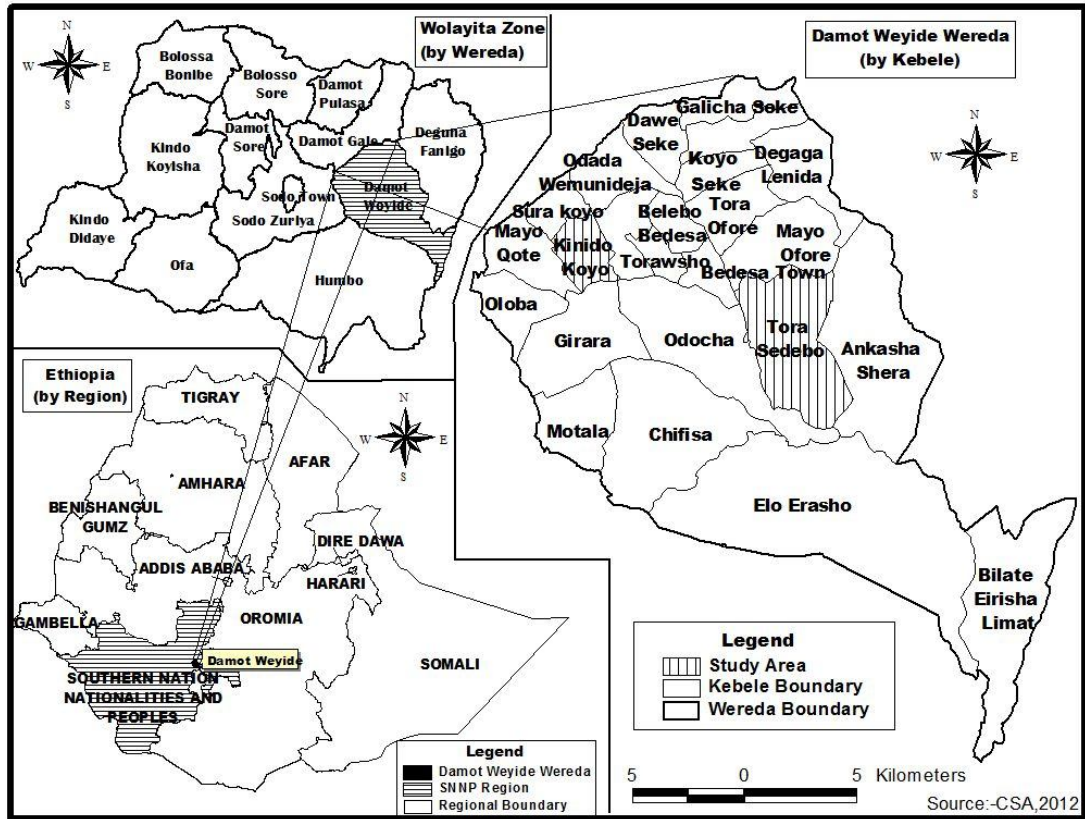 Wolayita Zone
(by Wereda)
N
W
E
S
Bolossa
Bonibe
Bolosso
Sore
Damot
Pulasa
Damot
Sore
Damot Gale
Deguna
Fanigo
Kindo
Koyisha
Damot
Woyide
Sodo Town
Sodo Zuriya
Kindo
Didaye
Ofa
Humbo
Damot Weyide Wereda
(by Kebele)
N
W
E
S
Galicha Seke
Dawe
Seke
Koyo
Seke
Degaga
Lenida
Odada
Wemunideja
Sura koyo
Belebo
Bedesa
Tora
Ofore
Mayo
Qote
Kinido
Koyo
Torawsho
Mayo
Ofore
Bedesa Town
Oloba
Girara
Odocha
Tora
Sedebo
Ankasha
Shera
Motala
Chifisa
Elo Erasho
Bilate
Eirisha
Limat
Legend
Study Area
Kebele Boundary
Wereda Boundary
5 0 5 Kilometers
Source:-CSA,2012
Ethiopia
(by Region)
N
W
E
S
TIGRAY
AFAR
AMHARA
BENISHANGUL
GUMZ
DIRE DAWA
ADDIS ABABA
HARARI
GAMBELLA
OROMIA
SOMALI
Damot Weyide
SOUTHERN NATION
NATIONALITIES AND
PEOPLES
Legend
Damot Weyide Wereda
SNNP Region
Regional Boundary